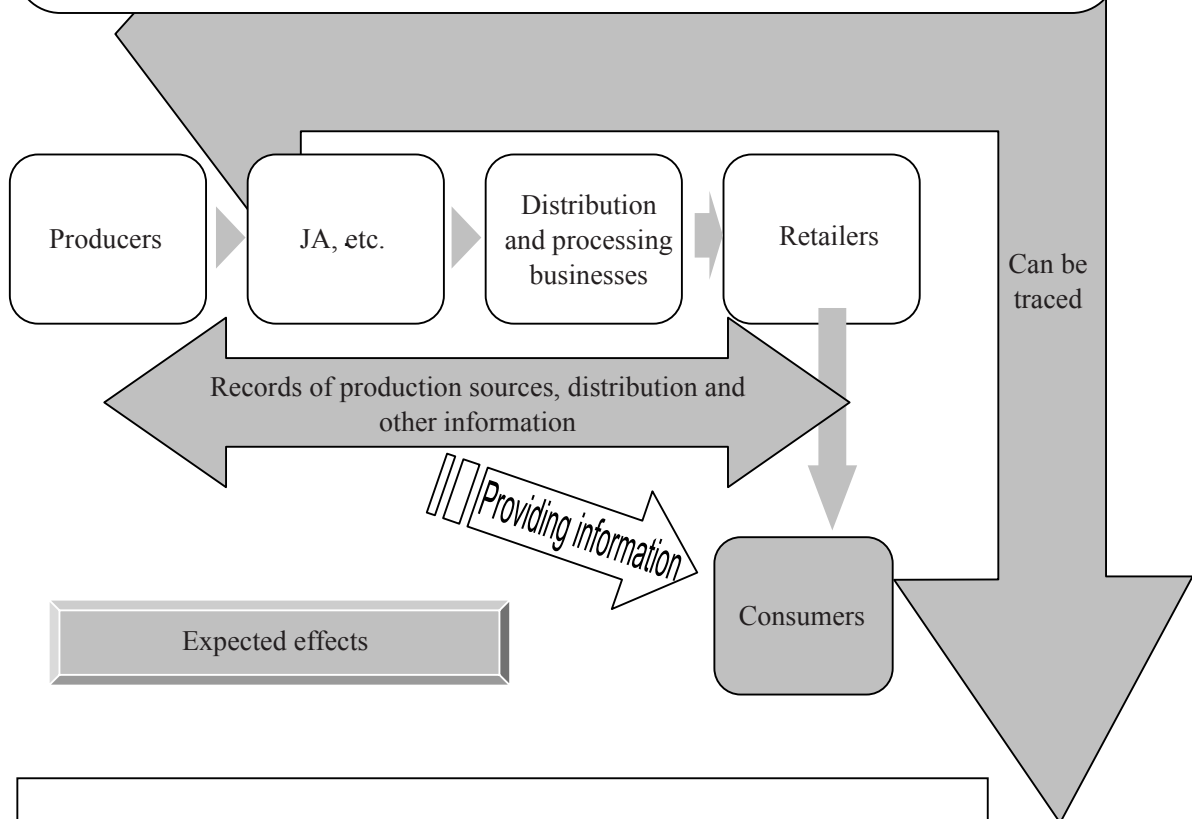 Producers
JA, etc.
Distribution
and processing
businesses
Retailers
Can be
traced
Records of production sources, distribution and
other information
Providing information
Consumers
Expected effects